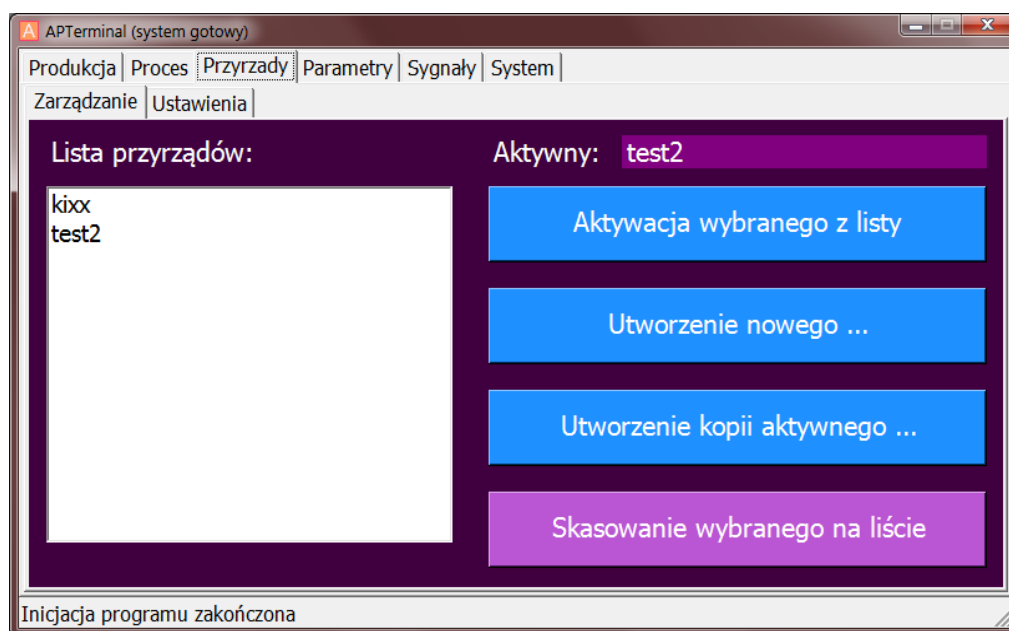 A APTerminal (system gotowy)
Produkcja Proces Przyrzady Parametry Sygnały System
Zarządzanie Ustawienia
Lista przyrządów:
Aktywny: test2
kixx
test2
Aktywacja wybranego z listy
Utworzenie nowego ...
Utworzenie kopii aktywnego ...
Skasowanie wybranego na liście
Inicjacja programu zakończona